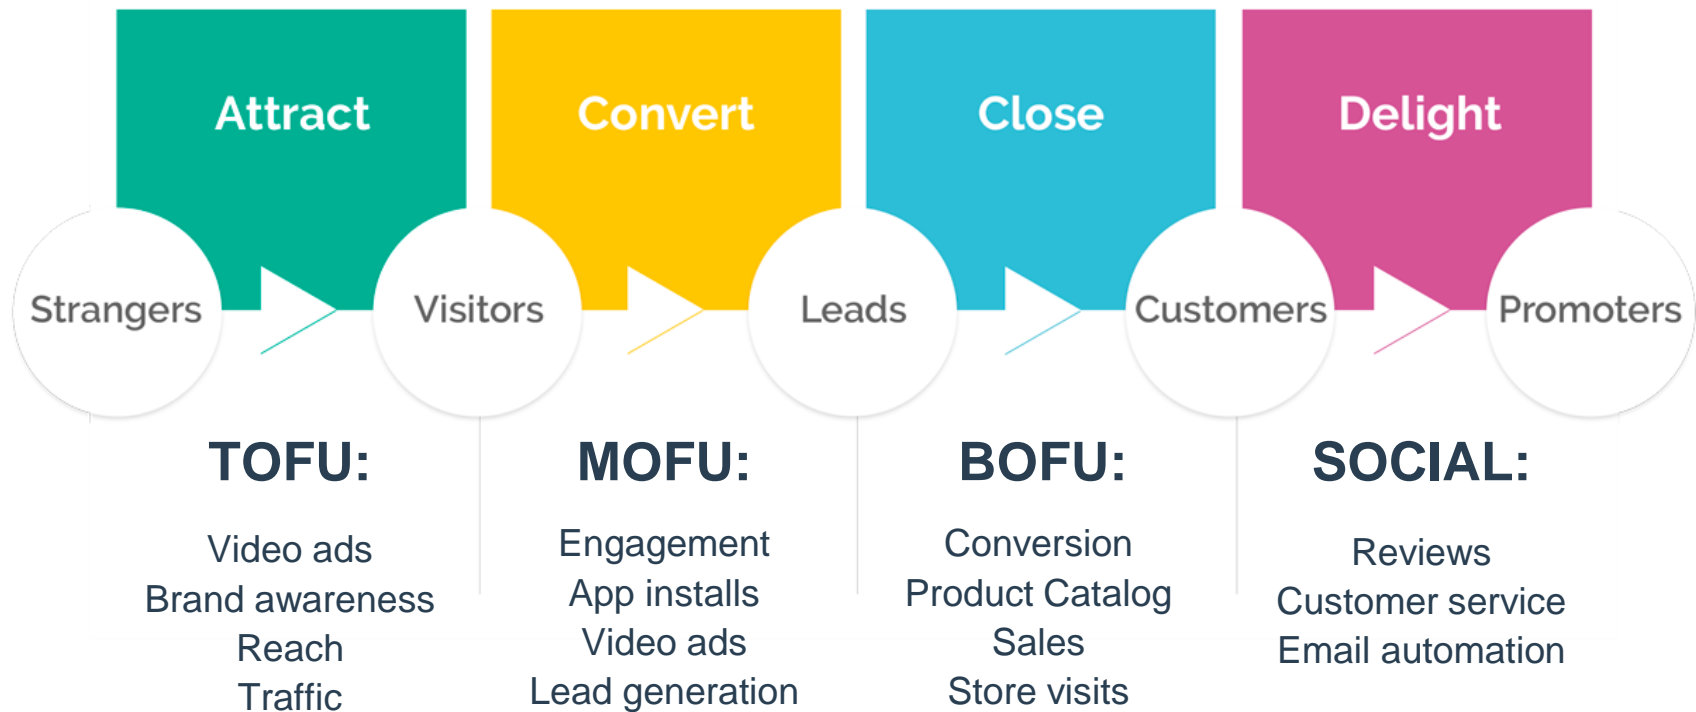 Attract
Convert
Close
Delight
Strangers
Visitors
Leads
Customers
Promoters
TOFU:
Video ads
Brand awareness
Reach
Traffic
MOFU:
Engagement
App installs
Video ads
Lead generation
BOFU:
Conversion
Product Catalog
Sales
Store visits
SOCIAL:
Reviews
Customer service
Email automation